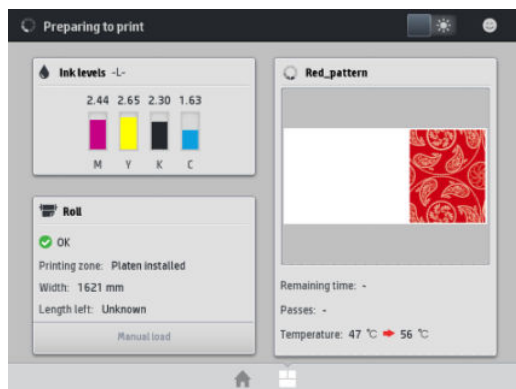 Preparing to print
Ink levels -L-
2.44 2.65 2.30 1.63
M Y K C
Roll
OK
Printing zone: Platen installed
Width: 1621 mm
Length left: Unknown
Manual load
Red_pattern
Remaining time: -
Passes: -
Temperature: 47 °C ➡ 56 °C